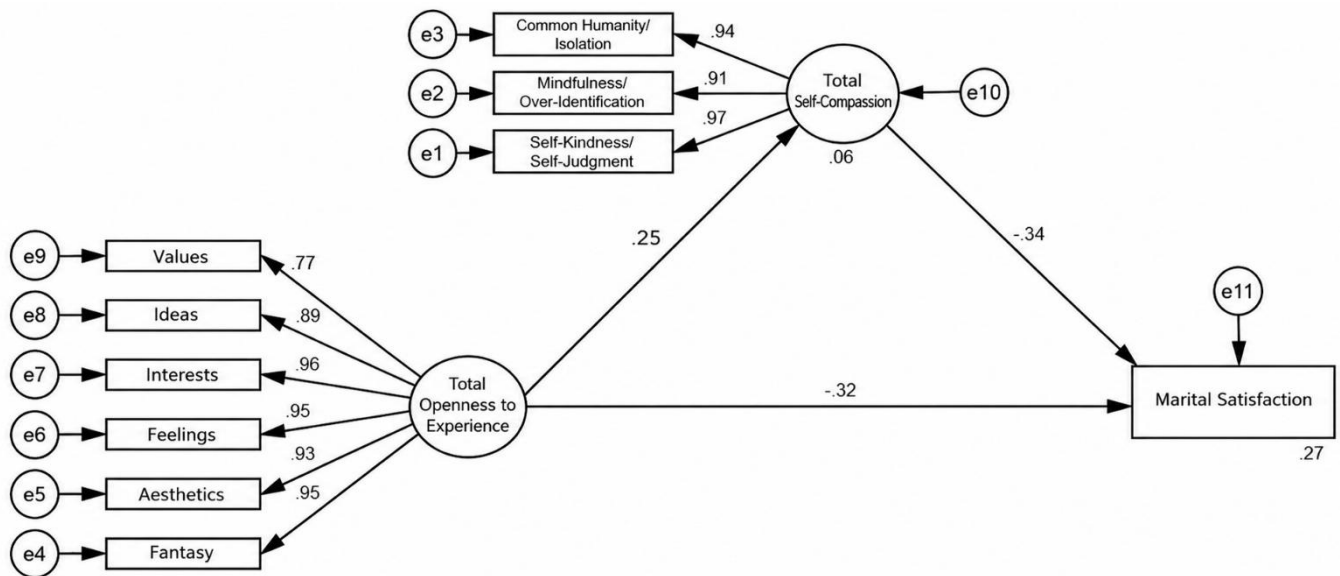 e3
Common Humanity/
Isolation
.94
e2
Mindfulness/
Over-Identification
.91
e1
Self-Kindness/
Self-Judgment
.97
Total
Self-Compassion
.06
e10
.25
-.34
e9
Values
.77
e8
Ideas
.89
e7
Interests
.96
e6
Feelings
.95
e5
Aesthetics
.93
e4
Fantasy
.95
Total
Openness to
Experience
-.32
e11
Marital Satisfaction
.27